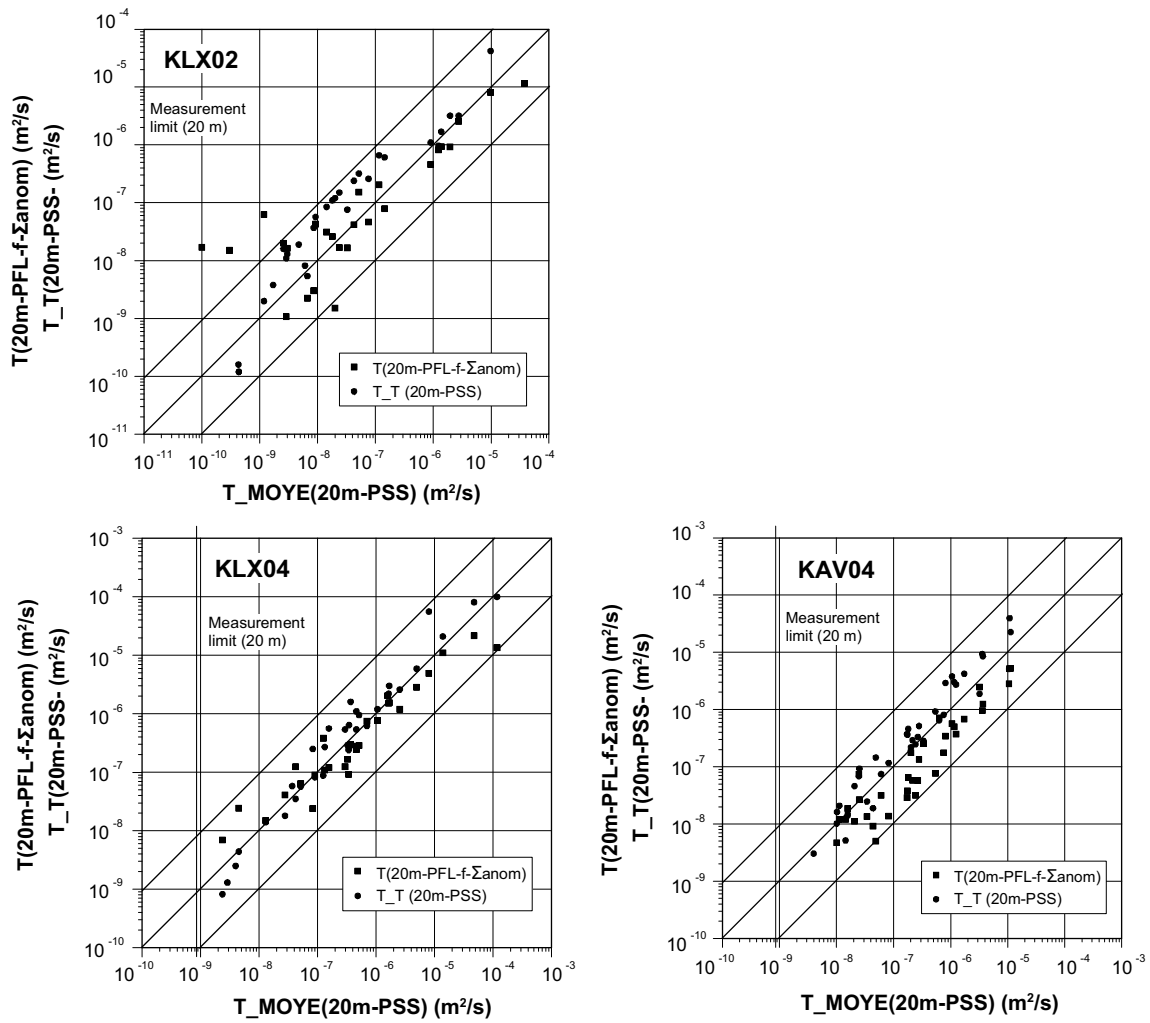 KLX02
Measurement
limit (20 m)
T(20m-PFL-f-Σanom) (m²/s)
T_T(20m-PSS- (m²/s)
10⁻⁴
10⁻⁵
10⁻⁶
10⁻⁷
10⁻⁸
10⁻⁹
10⁻¹⁰
10⁻¹¹
T(20m-PFL-f-Σanom)
T_T (20m-PSS)
10⁻¹¹ 10⁻¹⁰ 10⁻⁹ 10⁻⁸ 10⁻⁷ 10⁻⁶ 10⁻⁵ 10⁻⁴
T_MOYE(20m-PSS) (m²/s)
KLX04
Measurement
limit (20 m)
T(20m-PFL-f-Σanom) (m²/s)
T_T(20m-PSS- (m²/s)
10⁻³
10⁻⁴
10⁻⁵
10⁻⁶
10⁻⁷
10⁻⁸
10⁻⁹
10⁻¹⁰
T(20m-PFL-f-Σanom)
T_T (20m-PSS)
10⁻¹⁰ 10⁻⁹ 10⁻⁸ 10⁻⁷ 10⁻⁶ 10⁻⁵ 10⁻⁴ 10⁻³
T_MOYE(20m-PSS) (m²/s)
KAV04
Measurement
limit (20 m)
T(20m-PFL-f-Σanom) (m²/s)
T_T(20m-PSS- (m²/s)
10⁻³
10⁻⁴
10⁻⁵
10⁻⁶
10⁻⁷
10⁻⁸
10⁻⁹
10⁻¹⁰
T(20m-PFL-f-Σanom)
T_T (20m-PSS)
10⁻¹⁰ 10⁻⁹ 10⁻⁸ 10⁻⁷ 10⁻⁶ 10⁻⁵ 10⁻⁴ 10⁻³
T_MOYE(20m-PSS) (m²/s)